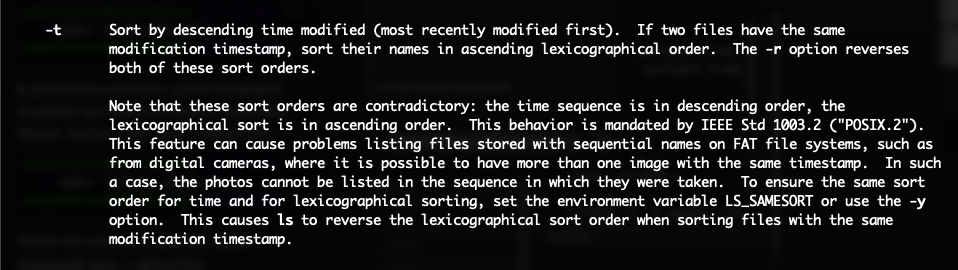 -t Sort by descending time modified (most recently modified first). If two files have the same
modification timestamp, sort their names in ascending lexicographical order. The -r option reverses
both of these sort orders.
Note that these sort orders are contradictory: the time sequence is in descending order, the
lexicographical sort is in ascending order. This behavior is mandated by IEEE Std 1003.2 ("POSIX.2").
This feature can cause problems listing files stored with sequential names on FAT file systems, such as
from digital cameras, where it is possible to have more than one image with the same timestamp. In such
a case, the photos cannot be listed in the sequence in which they were taken. To ensure the same sort
order for time and for lexicographical sorting, set the environment variable LS_SAMESORT or use the -y
option. This causes ls to reverse the lexicographical sort order when sorting files with the same
modification timestamp.